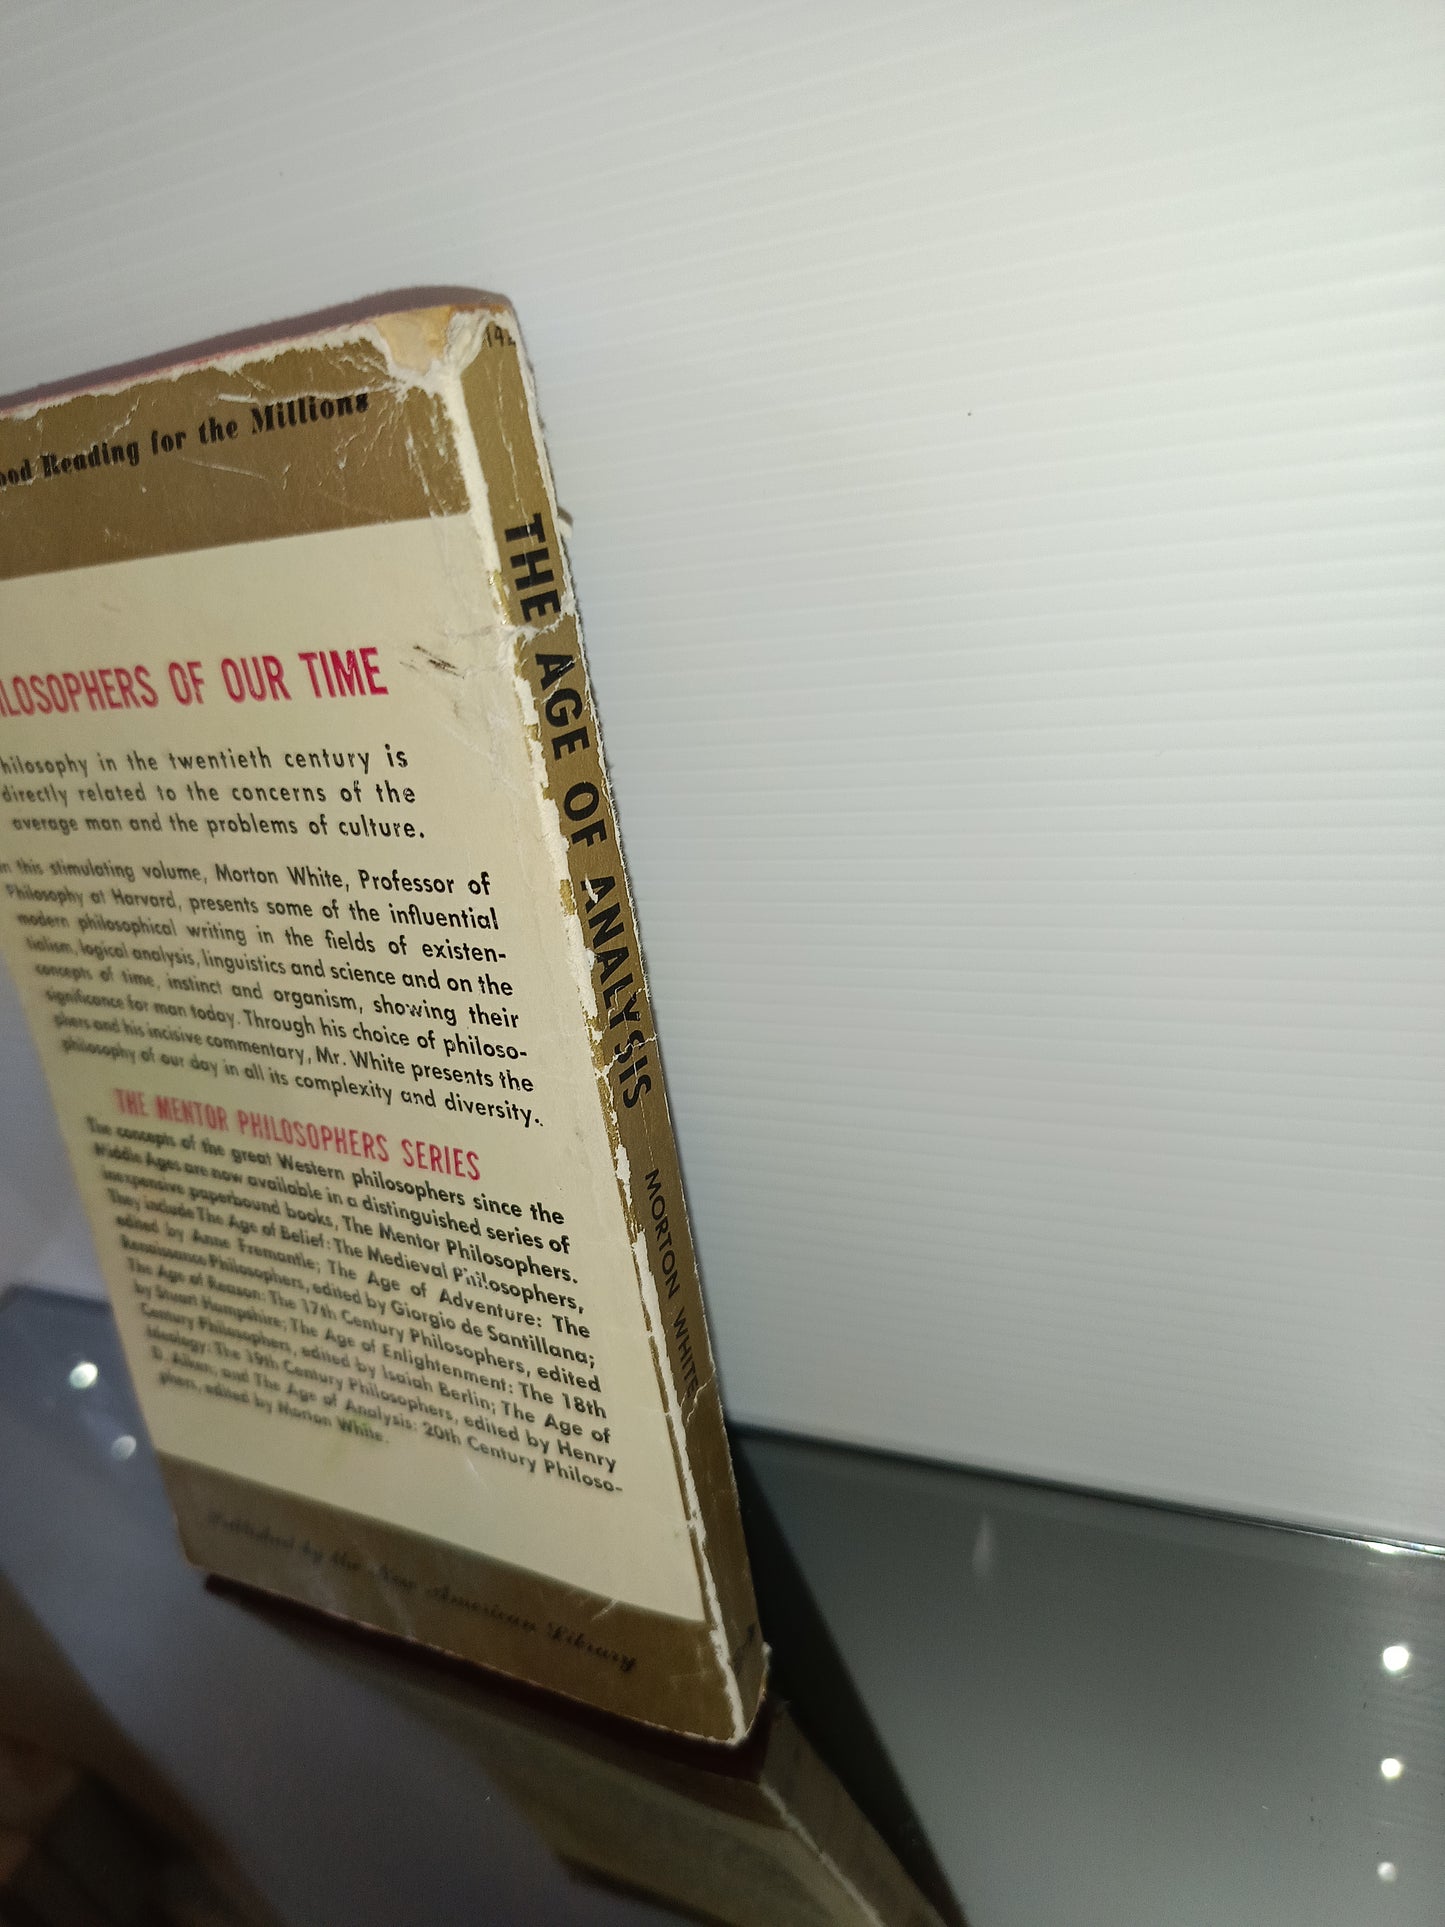 Reading for the Millions
OF OUR TIME
in the twentieth century is
directly related to the concerns of the
average man and the problems of culture.
this stimulating volume, Morton White, Professor of
Philosophy at Harvard, presents some of the influential
modern philosophical writing in the fields of existen-
tialism, logical analysis, linguistics and science and on the
concepts of time, instinct and organism, showing their
significance for man today. Through his choice of philoso-
phers and his incisive commentary, Mr. White presents the
philosophy of our day in all its complexity and diversity.
THE MENTOR PHILOSOPHERS SERIES
The concepts of the great Western philosophers since the
Middle Ages are now available in a distinguished series of
inexpensive paperbound books, The Mentor Philosophers.
They include The Age of Belief: The Medieval Philosophers,
edited by Anne Fremantle; The Age of Adventure: The
Renaissance Philosophers, edited by Giorgio de Santillana;
The Age of Reason: The 17th Century Philosophers, edited
by Stuart Hampshire; The Age of Enlightenment: The 18th
Century Philosophers, edited by Isaiah Berlin; The Age of
Ideology: The 19th Century Philosophers, edited by Henry
D. Aiken; and The Age of Analysis: 20th Century Philoso-
phers, edited by Morton White.
Published by the New American Library
THE AGE OF ANALYSIS MORTON WHITE